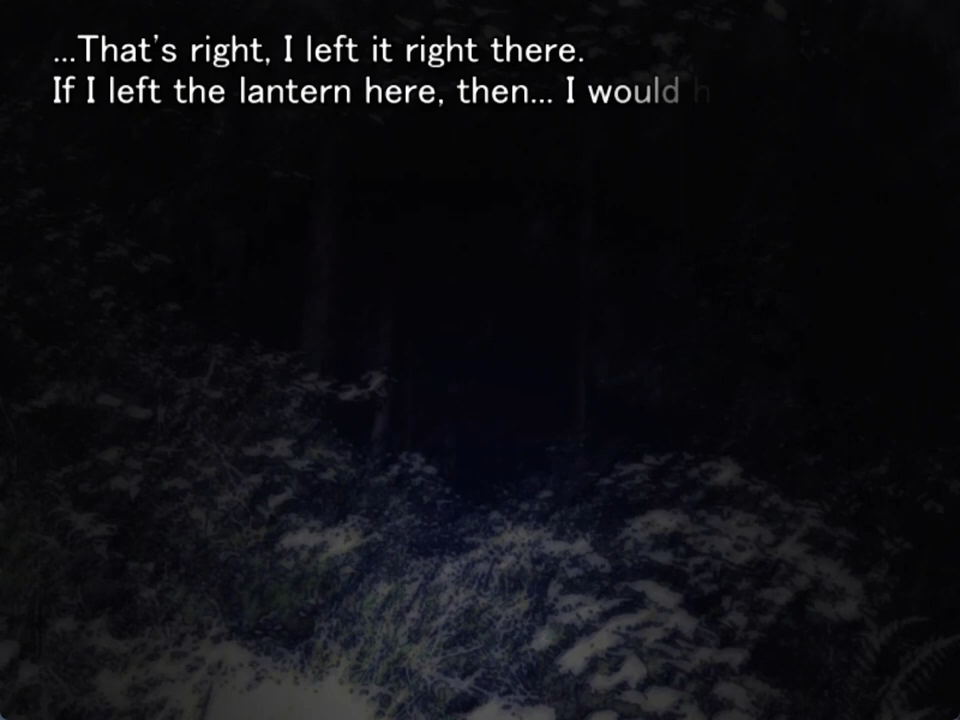 ...That's right, I left it right there.
If I left the lantern here, then... I would h